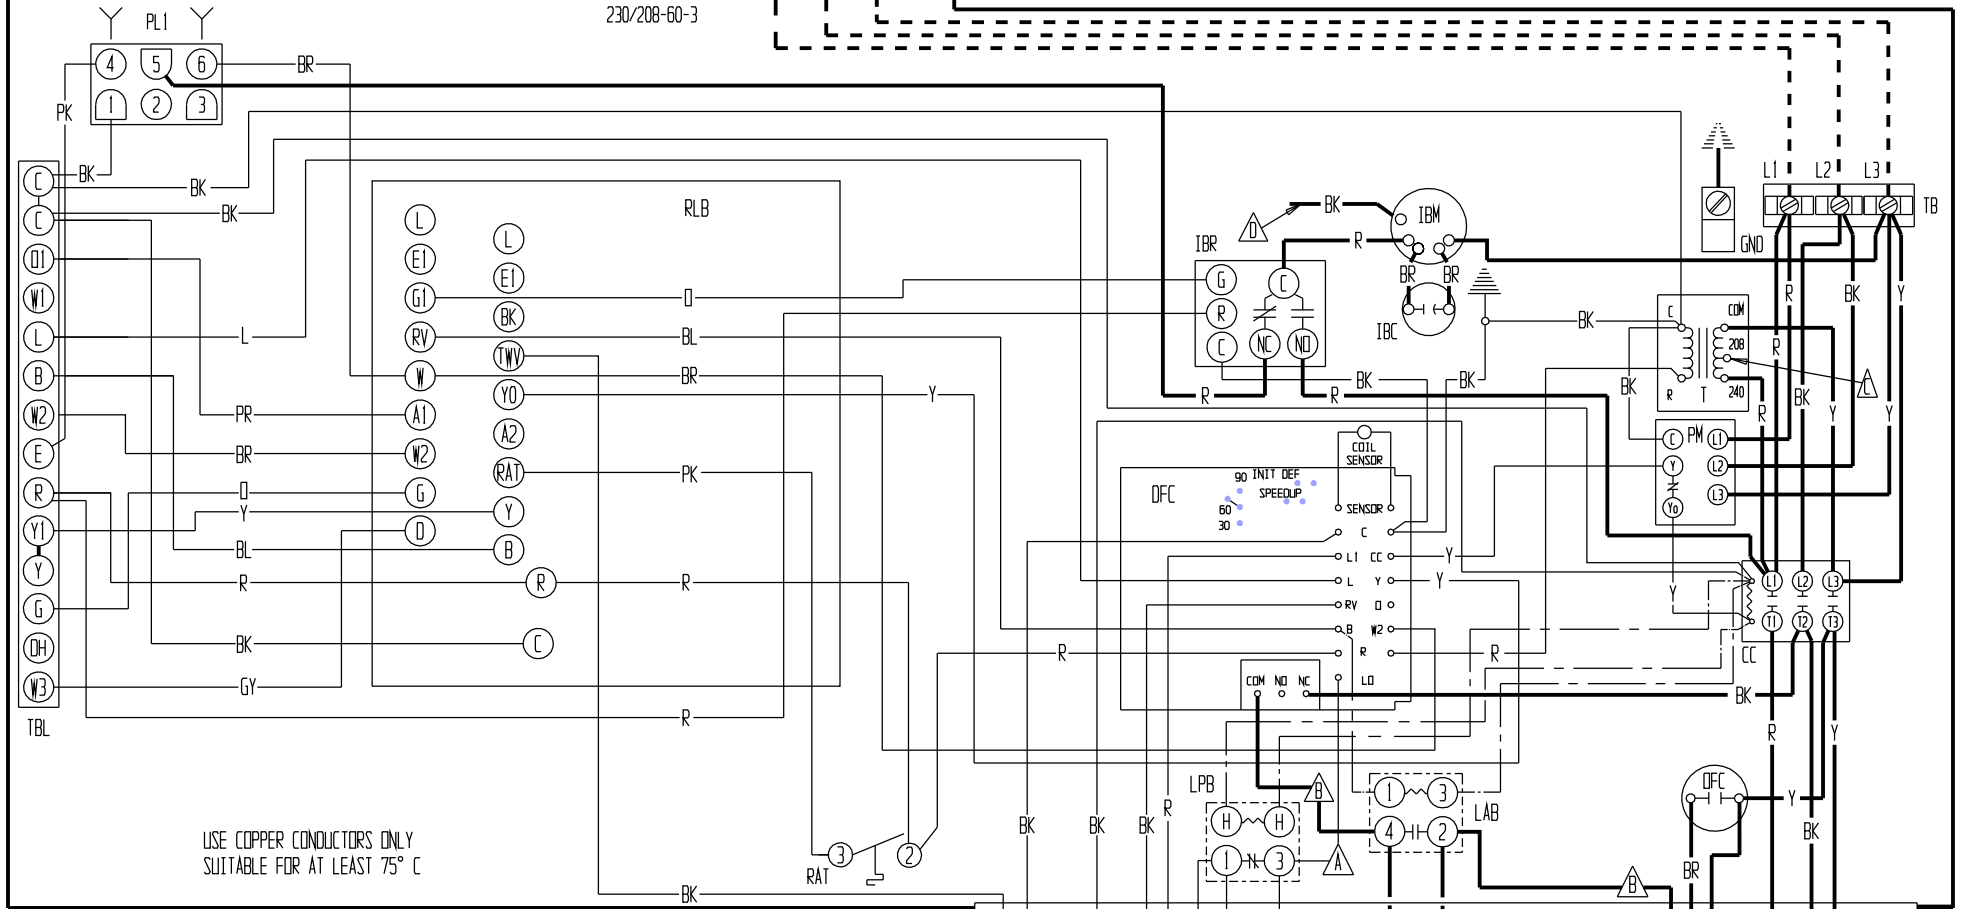 230/208-60-3
PL1
4 5 6
BR
1 2 3
PK
BK
BK
BK
C
C
O1
W1
L
B
W2
E
R
Y1
Y
G
DH
W3
TBL
L
PR
BR
O
Y
BL
R
BK
GY
RLB
L
E1
G1
RV
W
A1
W2
G
D
L
E1
BK
TWV
YO
A2
RAT
Y
B
R
C
O
BL
BR
Y
PK
R
R
R
BK
USE COPPER CONDUCTORS ONLY
SUITABLE FOR AT LEAST 75° C
3
2
RAT
D
BK
IBM
IBR
R
BR BR
IBC
G
R
C
C
NC NO
BK
BK
BK
R
R
COIL
SENSOR
DFC
90 INIT DEF
SPEEDUP
60
30
SENSOR
C
L1 CC
L Y
RV O
B W2
R
LO
Y
Y
R
COM NO NC
BK
LPB
H H
1 3
A
B
1 3
4 2
LAB
BK BK BK R
L1 L2 L3
TB
GND
R BK Y
C COM
208
240
R T
C
R BK Y Y
R
BK
C PM L1
Y L2
L3
Yo
Y
L1 L2 L3
T1 T2 T3
CC
R Y
OFC
Y
BK
BR
B